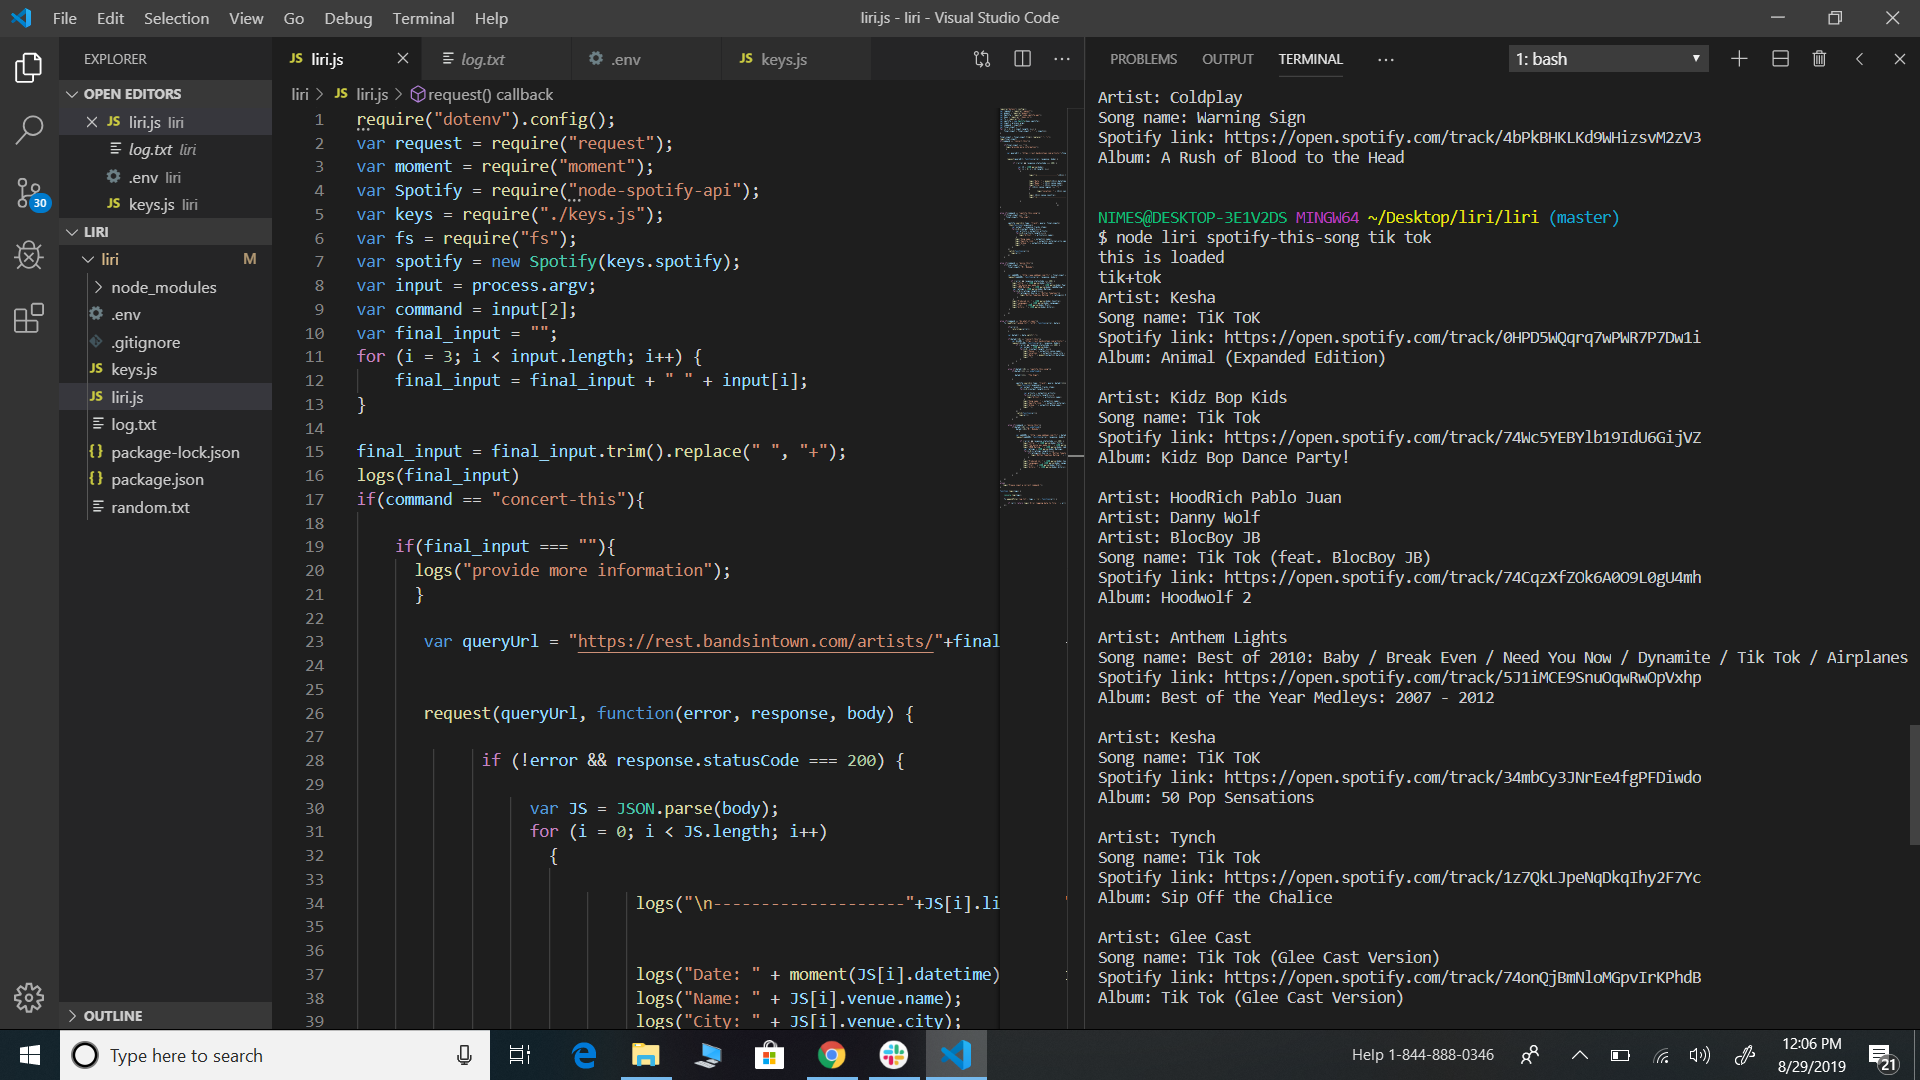 File Edit Selection View Go Debug Terminal Help
liri.js - liri - Visual Studio Code
EXPLORER
OPEN EDITORS
JS liri.js liri
log.txt liri
.env liri
JS keys.js liri
30
LIRI
liri M
node_modules
.env
.gitignore
JS keys.js
JS liri.js
log.txt
{} package-lock.json
{} package.json
random.txt
OUTLINE
JS liri.js
log.txt
.env
JS keys.js
liri > JS liri.js > request() callback
1 require("dotenv").config();
2 var request = require("request");
3 var moment = require("moment");
4 var Spotify = require("node-spotify-api");
5 var keys = require("./keys.js");
6 var fs = require("fs");
7 var spotify = new Spotify(keys.spotify);
8 var input = process.argv;
9 var command = input[2];
10 var final_input = "";
11 for (i = 3; i < input.length; i++) {
12 final_input = final_input + " " + input[i];
13 }
14
15 final_input = final_input.trim().replace(" ", "+");
16 logs(final_input)
17 if(command == "concert-this"){
18
19 if(final_input === ""){
20 logs("provide more information");
21 }
22
23 var queryUrl = "https://rest.bandsintown.com/artists/"+final
24
25
26 request(queryUrl, function(error, response, body) {
27
28 if (!error && response.statusCode === 200) {
29
30 var JS = JSON.parse(body);
31 for (i = 0; i < JS.length; i++)
32 {
33
34 logs("\n--------------------"+JS[i].li
35
36
37 logs("Date: " + moment(JS[i].datetime)
38 logs("Name: " + JS[i].venue.name);
39 logs("City: " + JS[i].venue.city);
PROBLEMS OUTPUT TERMINAL ··· 1: bash
Artist: Coldplay
Song name: Warning Sign
Spotify link: https://open.spotify.com/track/4bPkBHKLKd9WHizsvM2zV3
Album: A Rush of Blood to the Head
NIMES@DESKTOP-3E1V2DS MINGW64 ~/Desktop/liri/liri (master)
$ node liri spotify-this-song tik tok
this is loaded
tik+tok
Artist: Kesha
Song name: TiK ToK
Spotify link: https://open.spotify.com/track/0HPD5WQqrq7wPWR7P7Dw1i
Album: Animal (Expanded Edition)
Artist: Kidz Bop Kids
Song name: Tik Tok
Spotify link: https://open.spotify.com/track/74Wc5YEBYlb19IdU6GijVZ
Album: Kidz Bop Dance Party!
Artist: HoodRich Pablo Juan
Artist: Danny Wolf
Artist: BlocBoy JB
Song name: Tik Tok (feat. BlocBoy JB)
Spotify link: https://open.spotify.com/track/74CqzXfZOk6A0O9L0gU4mh
Album: Hoodwolf 2
Artist: Anthem Lights
Song name: Best of 2010: Baby / Break Even / Need You Now / Dynamite / Tik Tok / Airplanes
Spotify link: https://open.spotify.com/track/5J1iMCE9SnuOqwRwOpVxhp
Album: Best of the Year Medleys: 2007 - 2012
Artist: Kesha
Song name: TiK ToK
Spotify link: https://open.spotify.com/track/34mbCy3JNrEe4fgPFDiwdo
Album: 50 Pop Sensations
Artist: Tynch
Song name: Tik Tok
Spotify link: https://open.spotify.com/track/1z7QkLJpeNqDkqIhy2F7Yc
Album: Sip Off the Chalice
Artist: Glee Cast
Song name: Tik Tok (Glee Cast Version)
Spotify link: https://open.spotify.com/track/74onQjBmNloMGpvIrKPhdB
Album: Tik Tok (Glee Cast Version)
Type here to search
Help 1-844-888-0346
12:06 PM
8/29/2019
21